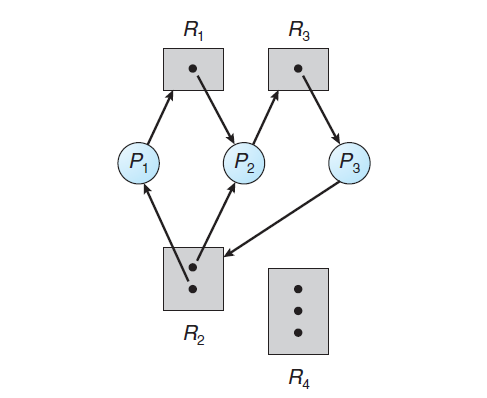 R₁ R₃
P₁ P₂ P₃
R₂
R₄